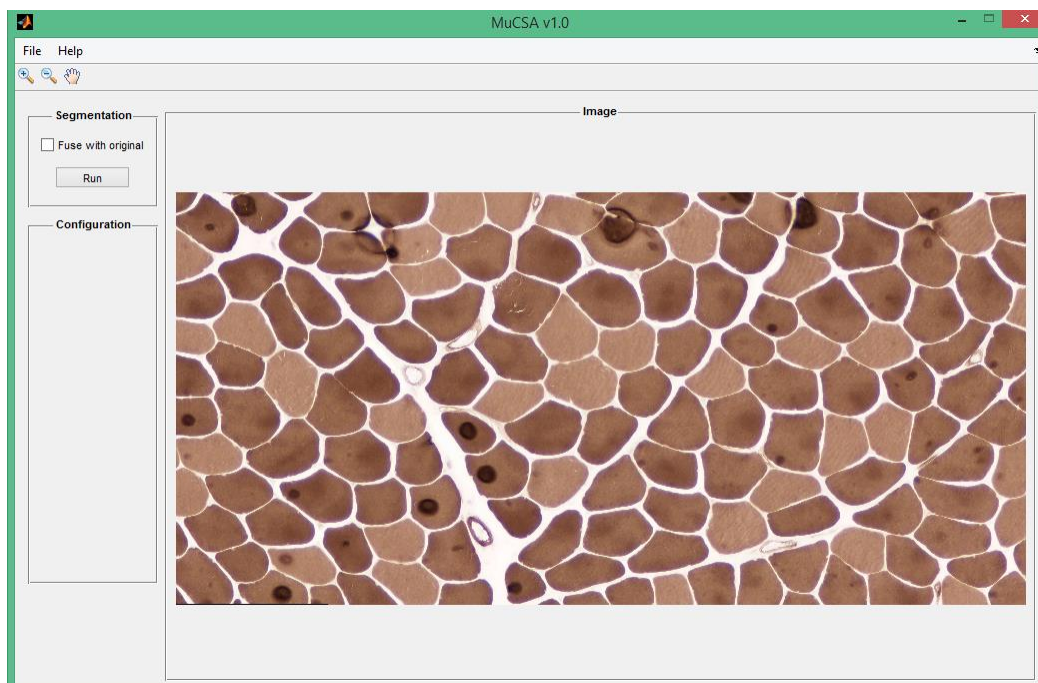 MuCSA v1.0
File Help
Segmentation
Image
Fuse with original
Run
Configuration